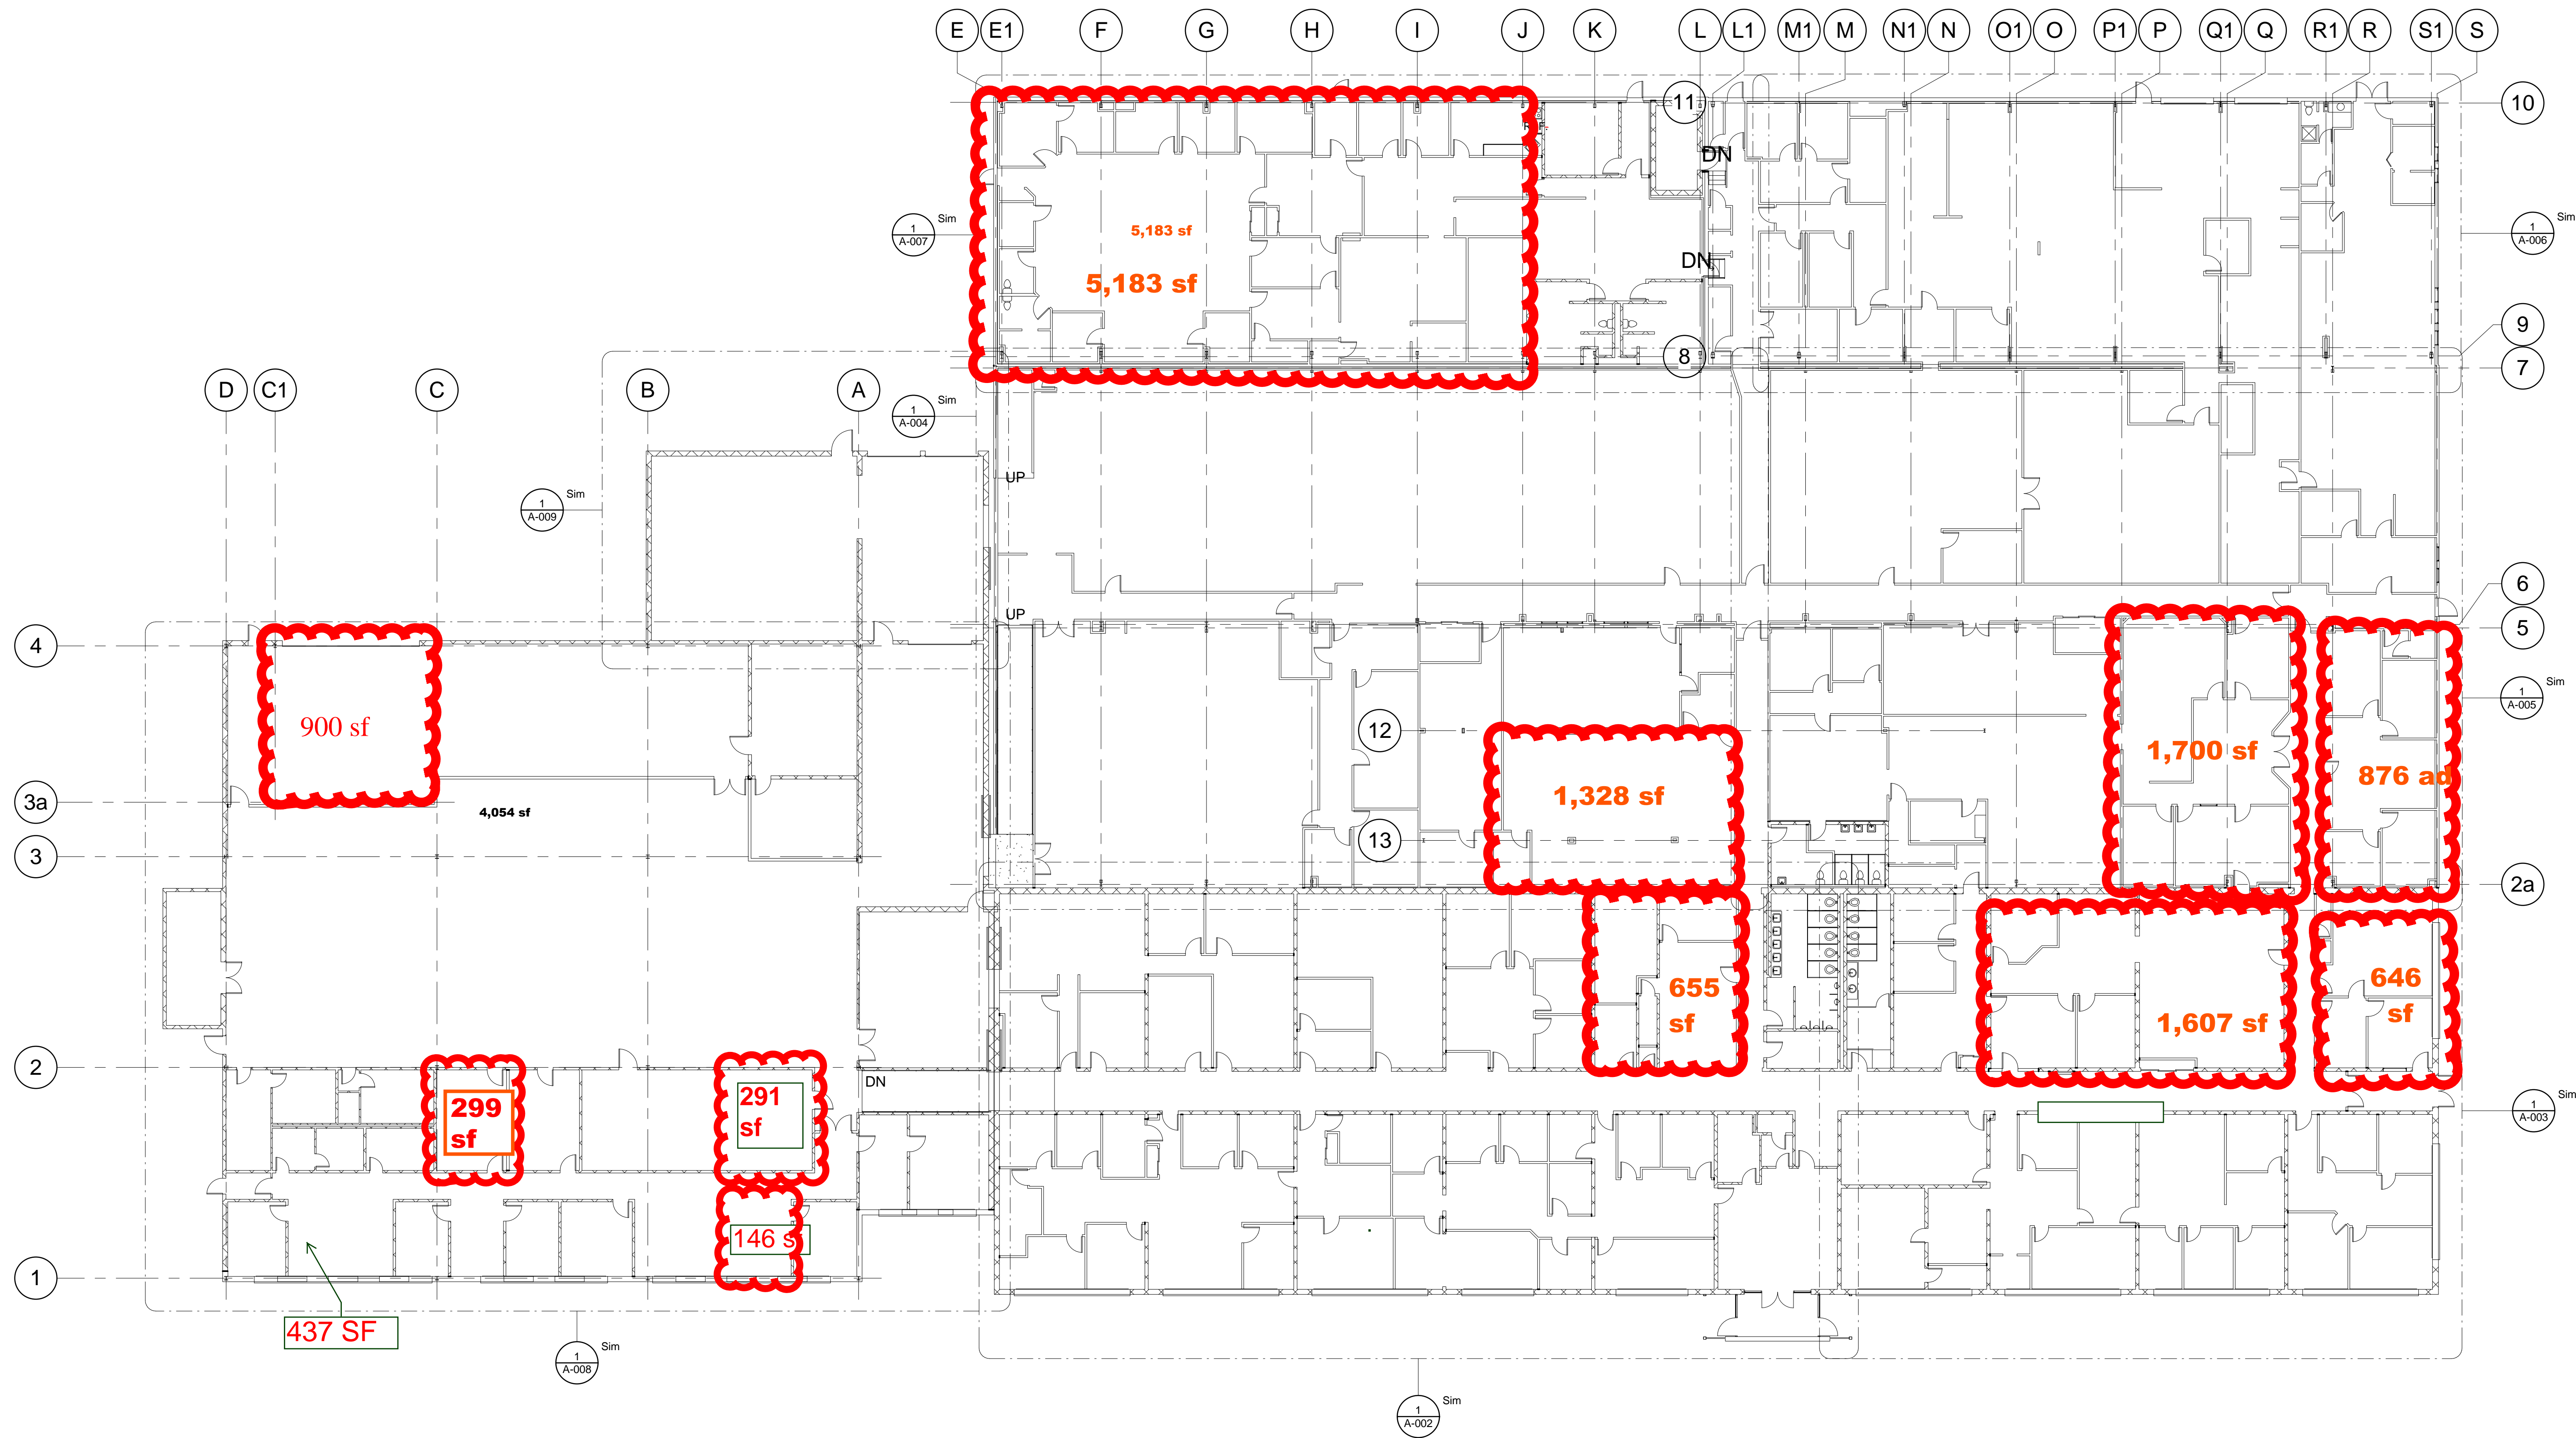 E E1 F G H I J K L L1 M1 M N1 N O1 O P1 P Q1 Q R1 R S1 S
11
10
DN
1
A-007
Sim
5,183 sf
1
A-006
Sim
DN
5,183 sf
9
8
7
D C1 C B A
1
A-004
Sim
UP
1
A-009
Sim
6
UP
5
4
1
A-005
Sim
900 sf
12
1,700 sf
876 ad
3a
1,328 sf
4,054 sf
13
3
2a
655
sf
646
sf
1,607 sf
2
DN
299
sf
291
sf
1
A-003
Sim
146 s
1
437 SF
1
A-008
Sim
1
A-002
Sim